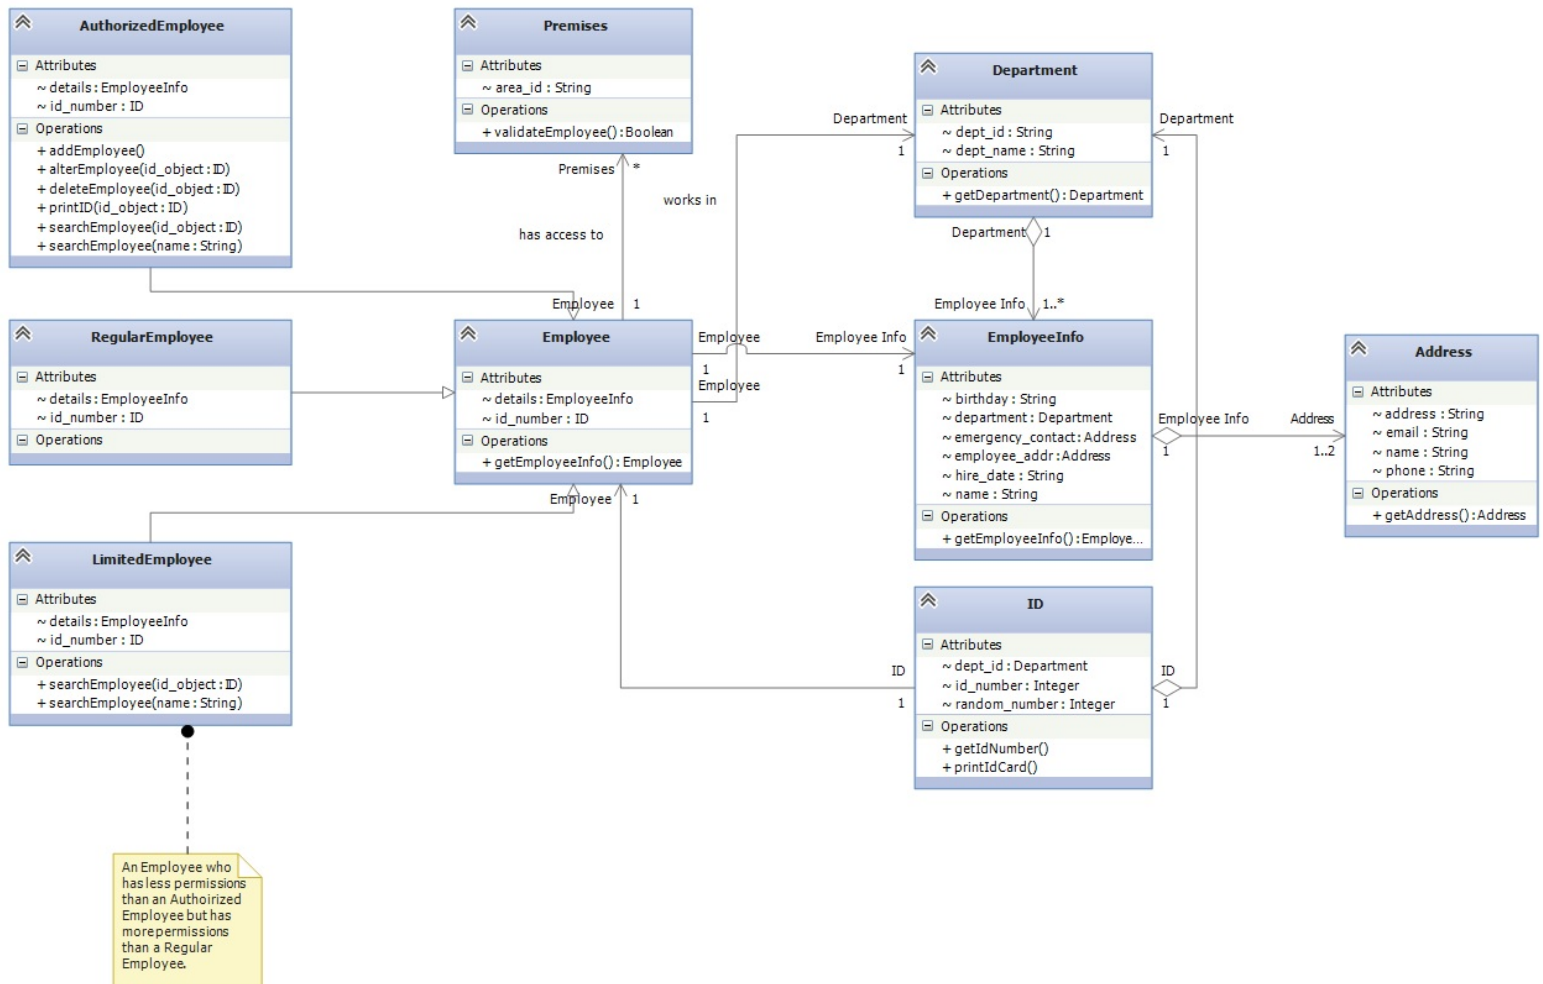 AuthorizedEmployee
Attributes
~ details : EmployeeInfo
~ id_number : ID
Operations
+ addEmployee()
+ alterEmployee(id_object : ID)
+ deleteEmployee(id_object : ID)
+ printID(id_object : ID)
+ searchEmployee(id_object : ID)
+ searchEmployee(name : String)
Premises
Attributes
~ area_id : String
Operations
+ validateEmployee() : Boolean
Premises
*
has access to
works in
Department
1
Department
Attributes
~ dept_id : String
~ dept_name : String
Operations
+ getDepartment() : Department
Department
1
Department
1
Employee Info
1..*
RegularEmployee
Attributes
~ details : EmployeeInfo
~ id_number : ID
Operations
Employee
1
Employee
Attributes
~ details : EmployeeInfo
~ id_number : ID
Operations
+ getEmployeeInfo() : Employee
Employee
1
Employee
1
Employee Info
1
Employee
1
EmployeeInfo
Attributes
~ birthday : String
~ department : Department
~ emergency_contact : Address
~ employee_addr : Address
~ hire_date : String
~ name : String
Operations
+ getEmployeeInfo() : Employe...
Employee Info
1
Address
1..2
Address
Attributes
~ address : String
~ email : String
~ name : String
~ phone : String
Operations
+ getAddress() : Address
LimitedEmployee
Attributes
~ details : EmployeeInfo
~ id_number : ID
Operations
+ searchEmployee(id_object : ID)
+ searchEmployee(name : String)
ID
1
ID
Attributes
~ dept_id : Department
~ id_number : Integer
~ random_number : Integer
Operations
+ getIdNumber()
+ printIdCard()
ID
1
An Employee who
has less permissions
than an Authoirized
Employee but has
more permissions
than a Regular
Employee.